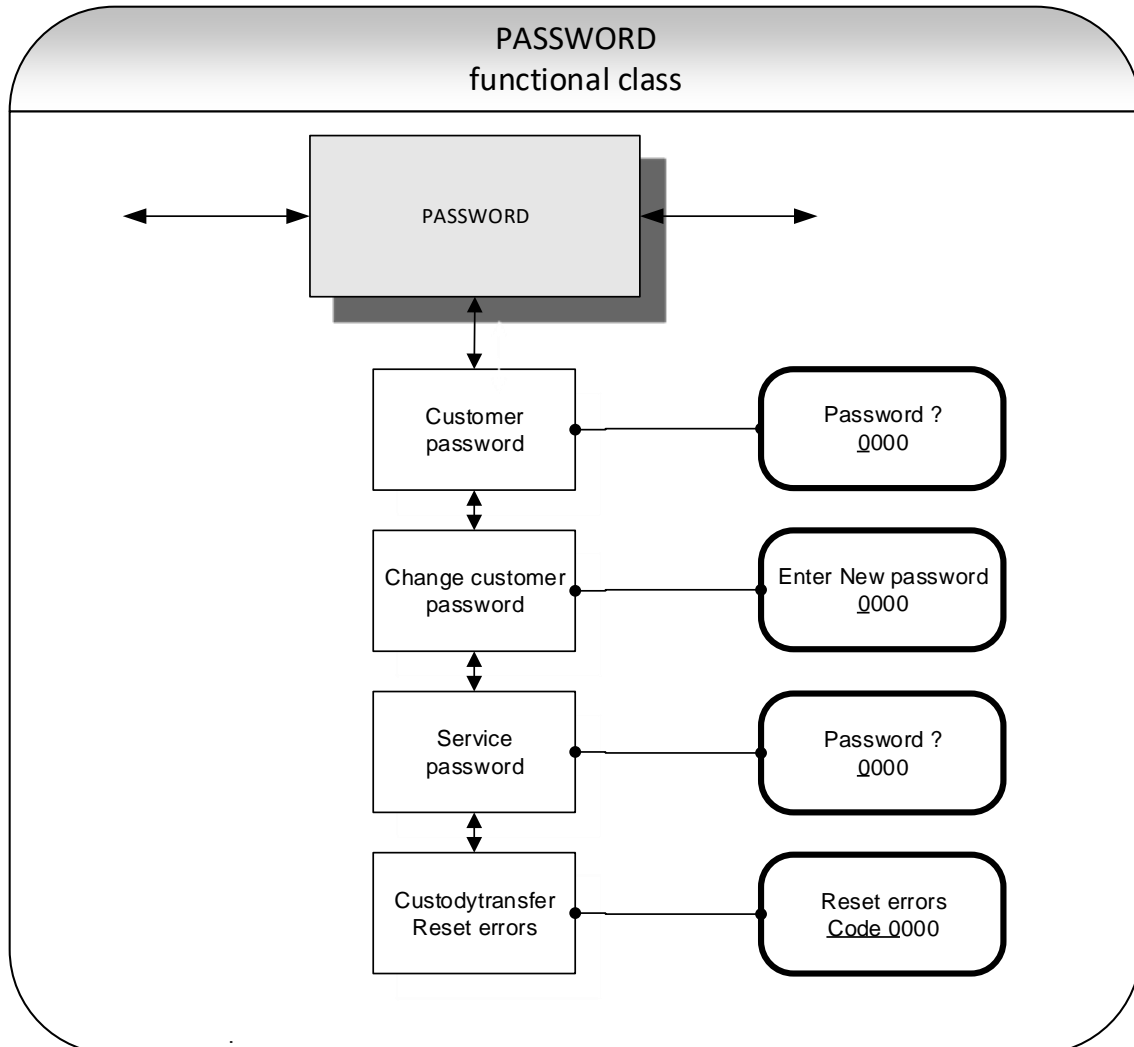 PASSWORD
functional class
PASSWORD
Customer
password
Password ?
0000
Change customer
password
Enter New password
0000
Service
password
Password ?
0000
Custodytransfer
Reset errors
Reset errors
Code 0000